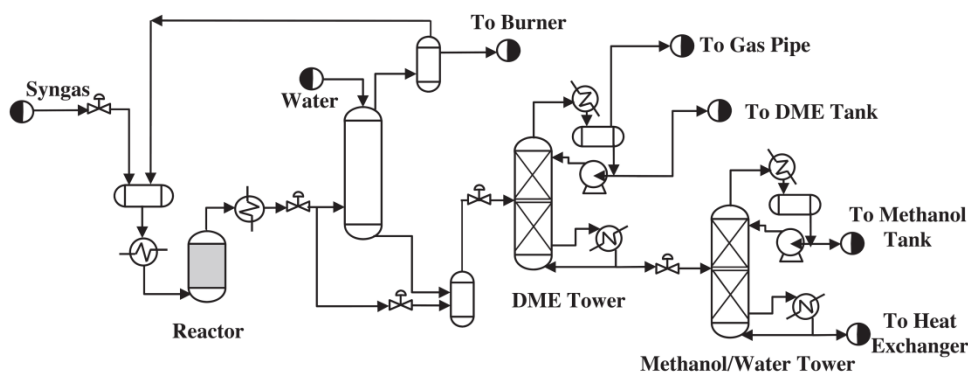 To Burner
To Gas Pipe
Syngas
Water
To DME Tank
To Methanol
Tank
DME Tower
Reactor
To Heat
Exchanger
Methanol/Water Tower